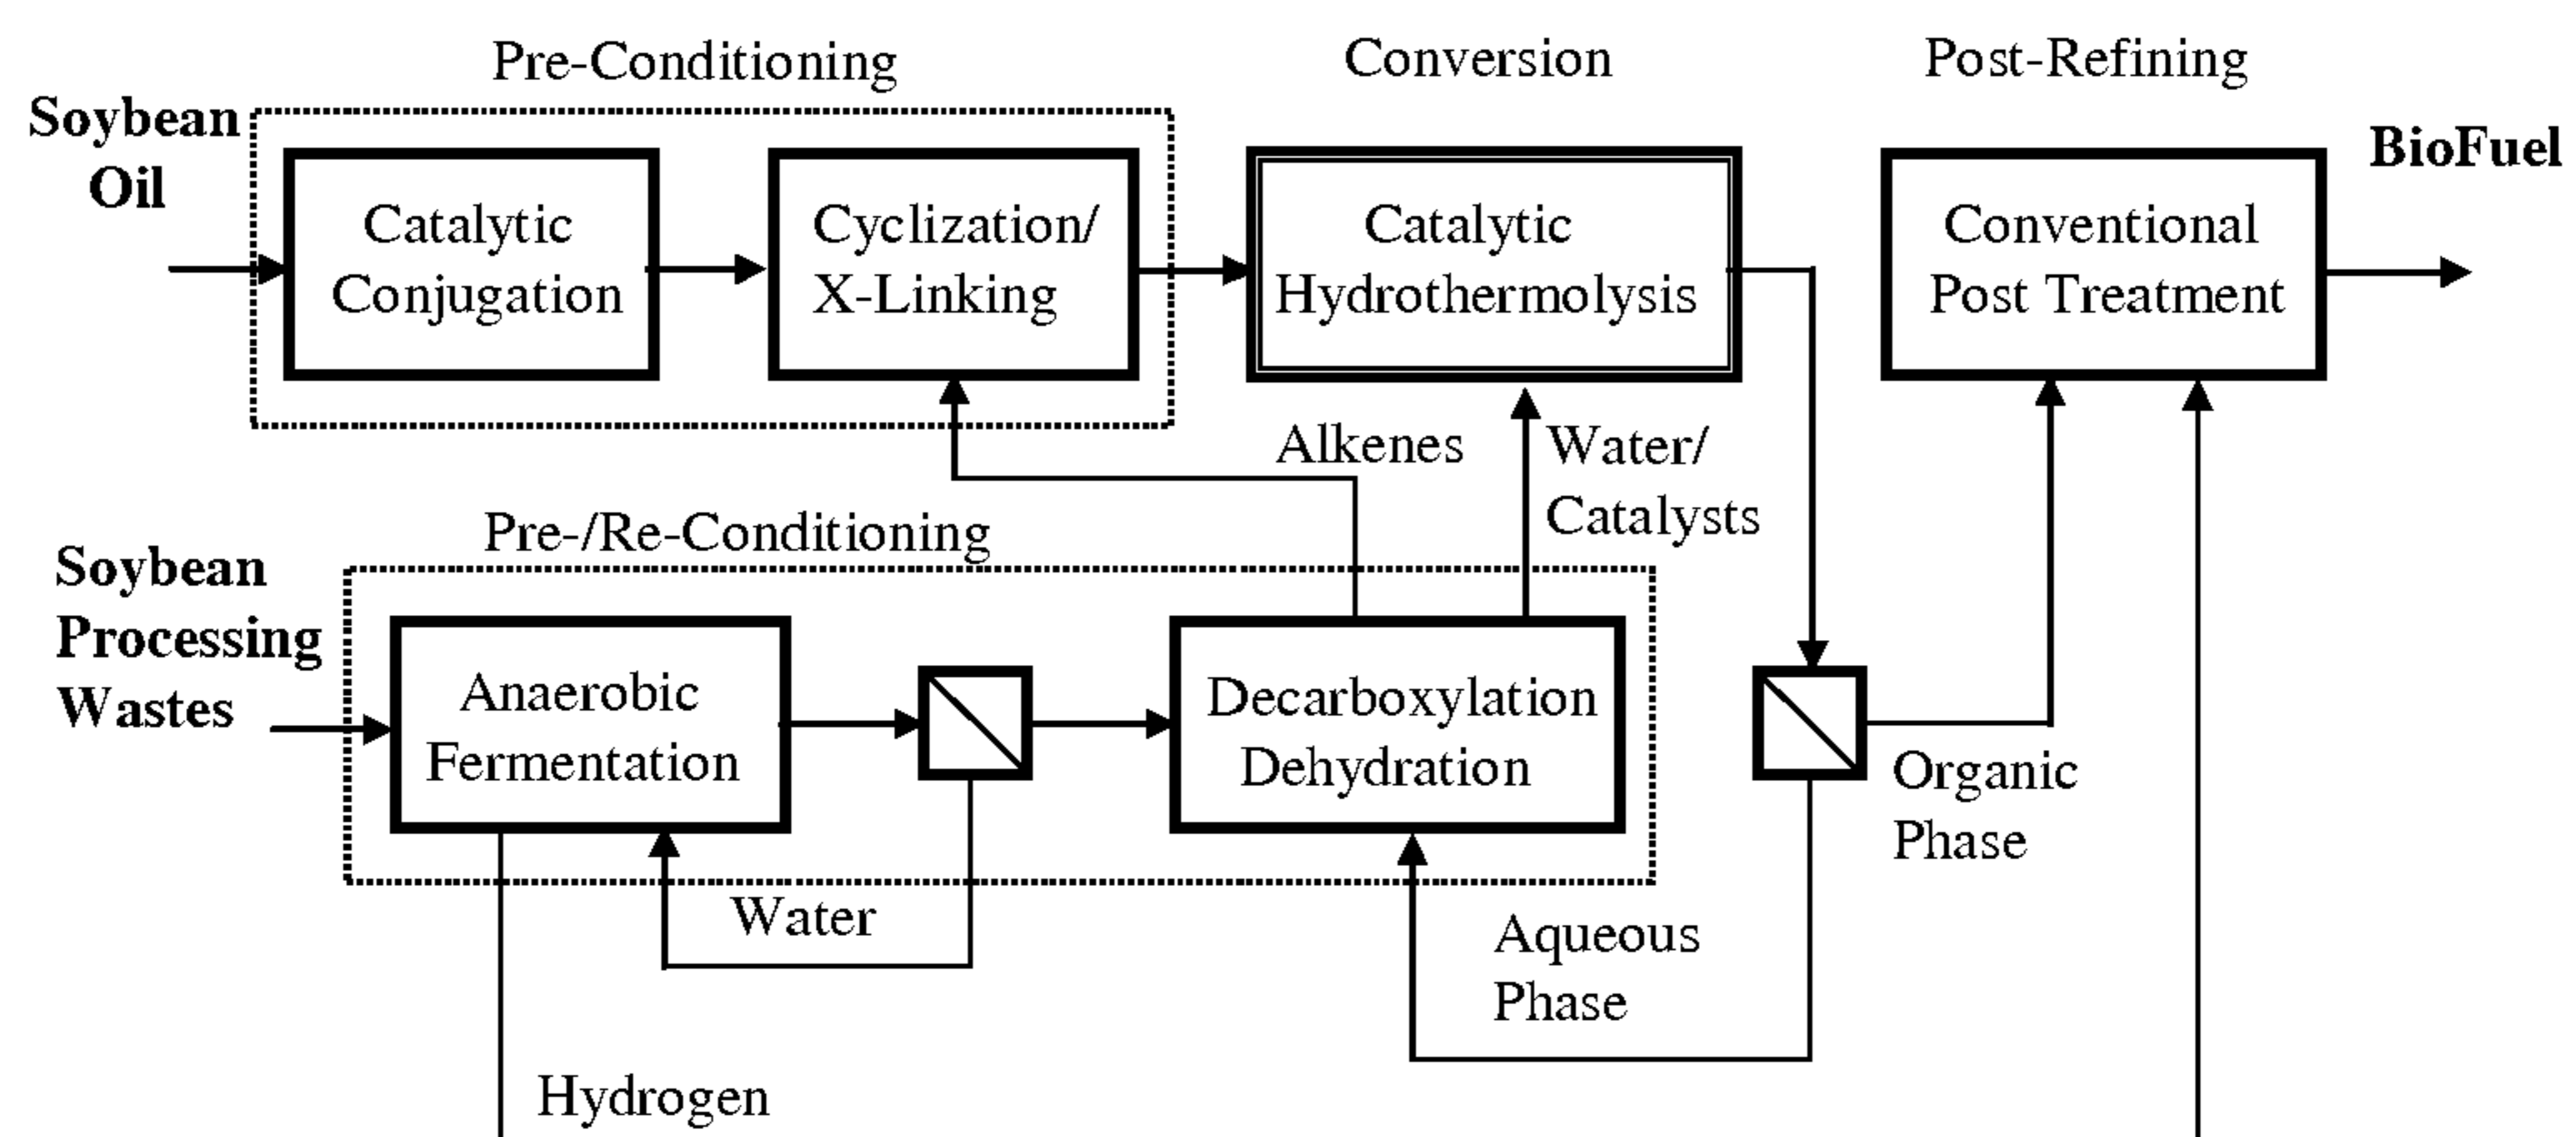 Pre-Conditioning
Conversion
Post-Refining
Soybean
Oil
BioFuel
Catalytic
Conjugation
Cyclization/
X-Linking
Catalytic
Hydrothermolysis
Conventional
Post Treatment
Alkenes
Water/
Catalysts
Pre-/Re-Conditioning
Soybean
Processing
Wastes
Anaerobic
Fermentation
Decarboxylation
Dehydration
Organic
Phase
Water
Aqueous
Phase
Hydrogen